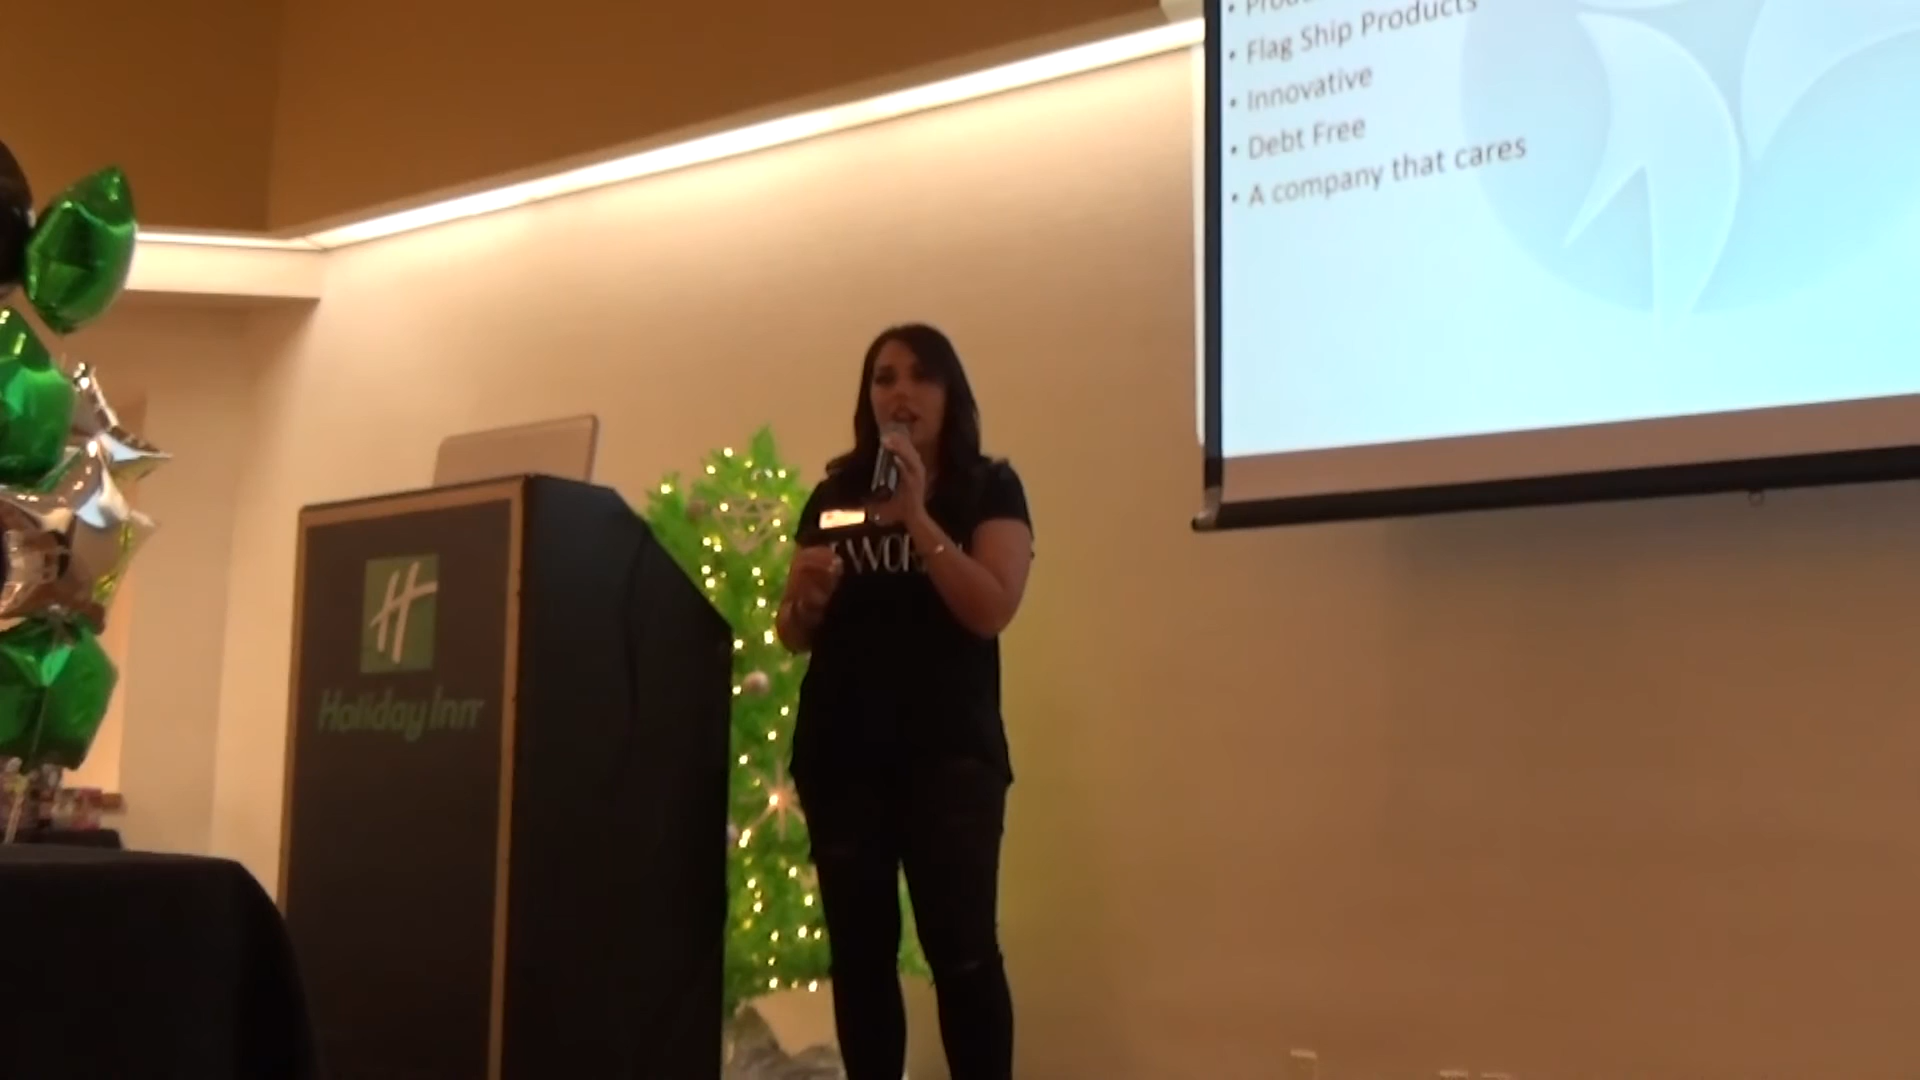 • Flag Ship Products
• Innovative
• Debt Free
• A company that cares
Holiday Inn